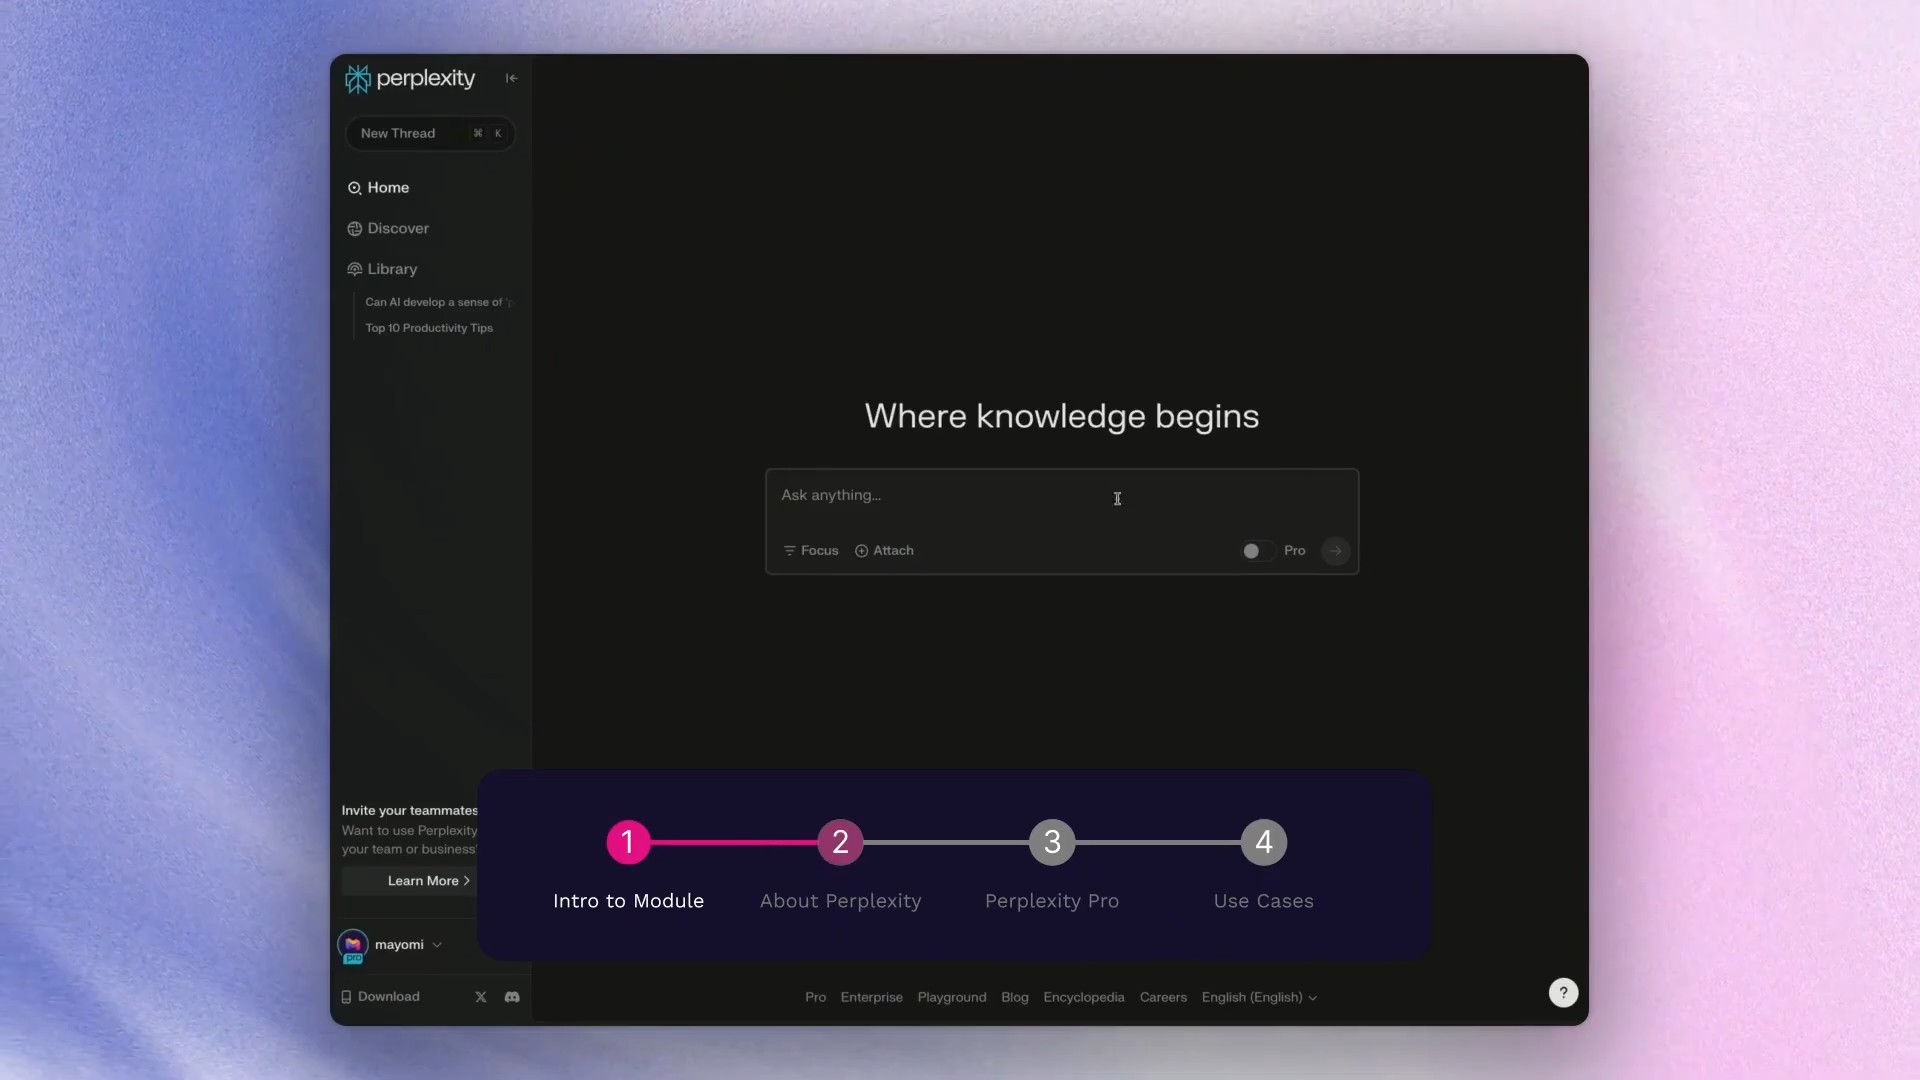 perplexity
New Thread ⌘ K
Home
Discover
Library
Can AI develop a sense of
Top 10 Productivity Tips
Where knowledge begins
Ask anything...
Focus Attach Pro
Invite your teammates
Want to use Perplexity
your team or business?
Learn More
1 2 3 4
Intro to Module About Perplexity Perplexity Pro Use Cases
mayomi
pro
Download
Pro Enterprise Playground Blog Encyclopedia Careers English (English)
?